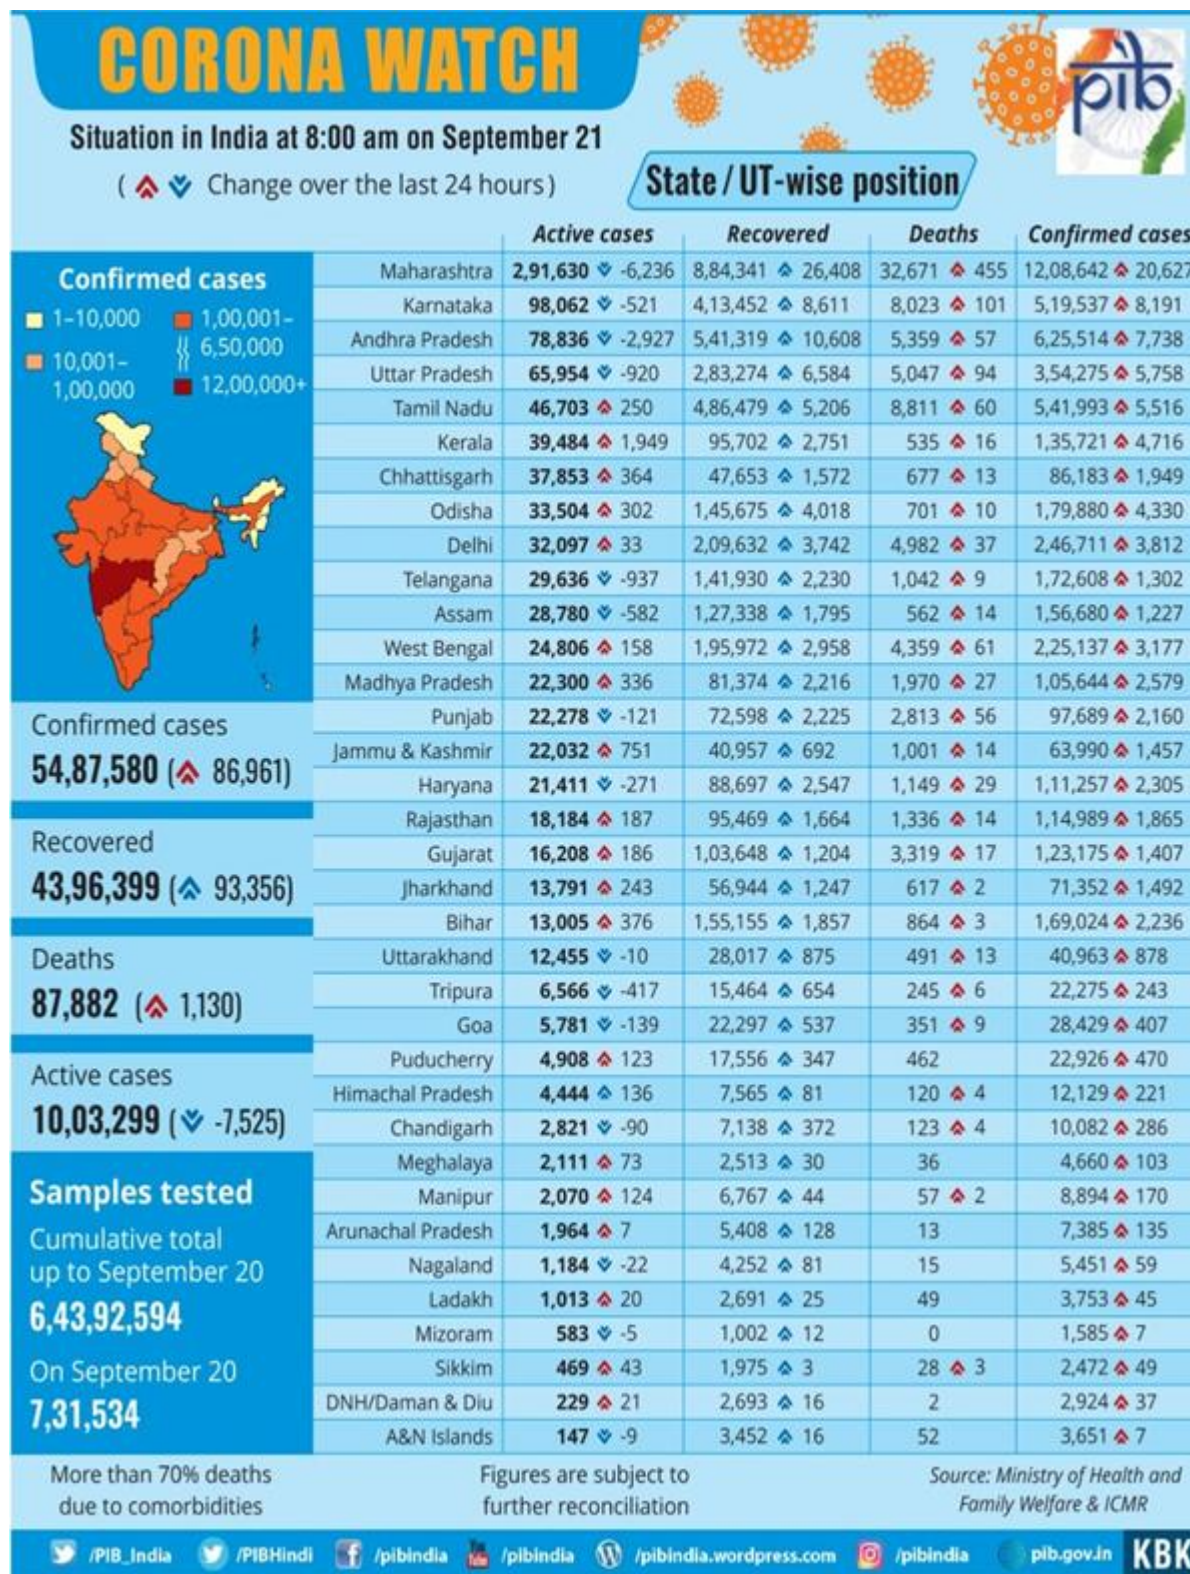 CORONA WATCH
pib
Situation in India at 8:00 am on September 21
( Change over the last 24 hours )
State / UT-wise position
Confirmed cases
1–10,000
1,00,001–
6,50,000
10,001–
1,00,000
12,00,000+
Confirmed cases
54,87,580 ( 86,961)
Recovered
43,96,399 ( 93,356)
Deaths
87,882 ( 1,130)
Active cases
10,03,299 ( -7,525)
Samples tested
Cumulative total
up to September 20
6,43,92,594
On September 20
7,31,534
Active cases Recovered Deaths Confirmed cases
Maharashtra 2,91,630 -6,236 8,84,341 26,408 32,671 455 12,08,642 20,627
Karnataka 98,062 -521 4,13,452 8,611 8,023 101 5,19,537 8,191
Andhra Pradesh 78,836 -2,927 5,41,319 10,608 5,359 57 6,25,514 7,738
Uttar Pradesh 65,954 -920 2,83,274 6,584 5,047 94 3,54,275 5,758
Tamil Nadu 46,703 250 4,86,479 5,206 8,811 60 5,41,993 5,516
Kerala 39,484 1,949 95,702 2,751 535 16 1,35,721 4,716
Chhattisgarh 37,853 364 47,653 1,572 677 13 86,183 1,949
Odisha 33,504 302 1,45,675 4,018 701 10 1,79,880 4,330
Delhi 32,097 33 2,09,632 3,742 4,982 37 2,46,711 3,812
Telangana 29,636 -937 1,41,930 2,230 1,042 9 1,72,608 1,302
Assam 28,780 -582 1,27,338 1,795 562 14 1,56,680 1,227
West Bengal 24,806 158 1,95,972 2,958 4,359 61 2,25,137 3,177
Madhya Pradesh 22,300 336 81,374 2,216 1,970 27 1,05,644 2,579
Punjab 22,278 -121 72,598 2,225 2,813 56 97,689 2,160
Jammu & Kashmir 22,032 751 40,957 692 1,001 14 63,990 1,457
Haryana 21,411 -271 88,697 2,547 1,149 29 1,11,257 2,305
Rajasthan 18,184 187 95,469 1,664 1,336 14 1,14,989 1,865
Gujarat 16,208 186 1,03,648 1,204 3,319 17 1,23,175 1,407
Jharkhand 13,791 243 56,944 1,247 617 2 71,352 1,492
Bihar 13,005 376 1,55,155 1,857 864 3 1,69,024 2,236
Uttarakhand 12,455 -10 28,017 875 491 13 40,963 878
Tripura 6,566 -417 15,464 654 245 6 22,275 243
Goa 5,781 -139 22,297 537 351 9 28,429 407
Puducherry 4,908 123 17,556 347 462 22,926 470
Himachal Pradesh 4,444 136 7,565 81 120 4 12,129 221
Chandigarh 2,821 -90 7,138 372 123 4 10,082 286
Meghalaya 2,111 73 2,513 30 36 4,660 103
Manipur 2,070 124 6,767 44 57 2 8,894 170
Arunachal Pradesh 1,964 7 5,408 128 13 7,385 135
Nagaland 1,184 -22 4,252 81 15 5,451 59
Ladakh 1,013 20 2,691 25 49 3,753 45
Mizoram 583 -5 1,002 12 0 1,585 7
Sikkim 469 43 1,975 3 28 3 2,472 49
DNH/Daman & Diu 229 21 2,693 16 2 2,924 37
A&N Islands 147 -9 3,452 16 52 3,651 7
More than 70% deaths
due to comorbidities
Figures are subject to
further reconciliation
Source: Ministry of Health and
Family Welfare & ICMR
/PIB_India /PIBHindi /pibindia /pibindia /pibindia.wordpress.com /pibindia pib.gov.in KBK